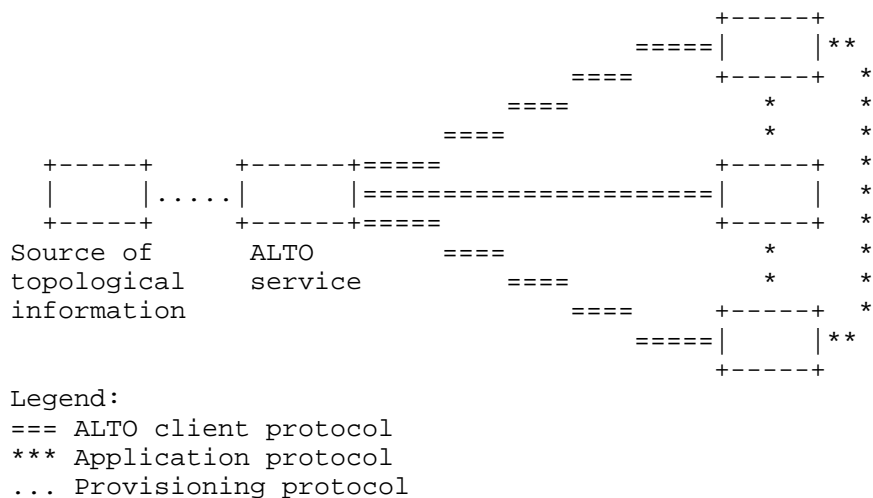 +-----+
                                       =====|     |**
                                   ====     +-----+  *
                               ====            *     *
                           ====                *     *
  +-----+     +------+=====                 +-----+  *
  |     |.....|      |======================|     |  *
  +-----+     +------+=====                 +-----+  *
Source of      ALTO        ====                *     *
topological    service         ====            *     *
information                        ====     +-----+  *
                                       =====|     |**
                                            +-----+
Legend:
=== ALTO client protocol
*** Application protocol
... Provisioning protocol